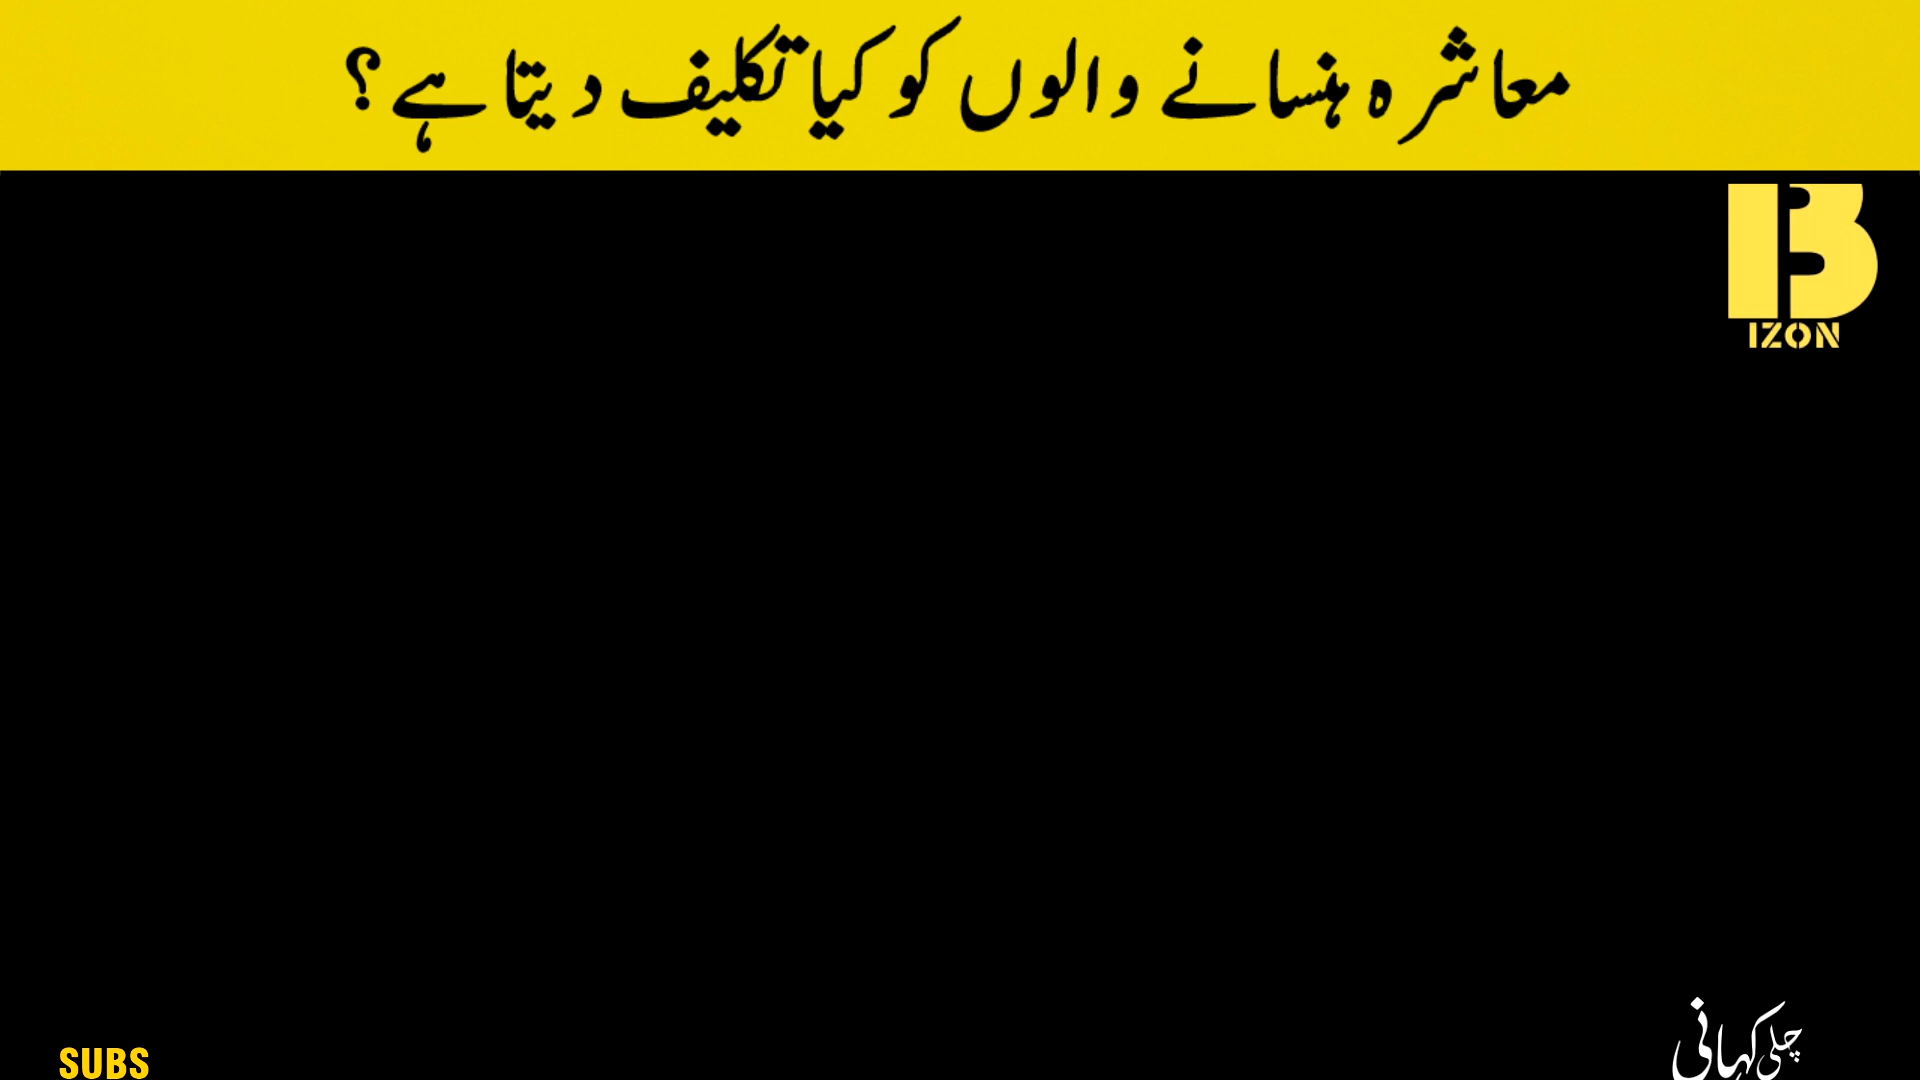 معاشرہ ہنسانے والوں کو کیا تکلیف دیتا ہے؟
B
IZON
چلی کہانی
SUBS